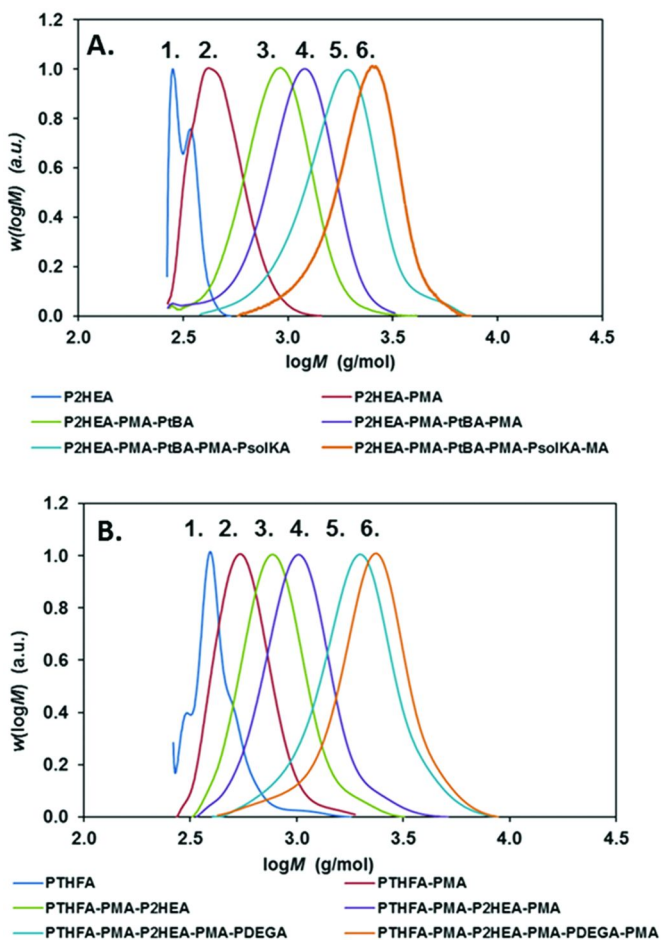 1.2
A.
1. 2. 3. 4. 5. 6.
1.0
0.8
0.6
0.4
0.2
0.0
w(logM) (a.u.)
2.0 2.5 3.0 3.5 4.0 4.5
logM (g/mol)
P2HEA P2HEA-PMA
P2HEA-PMA-PtBA P2HEA-PMA-PtBA-PMA
P2HEA-PMA-PtBA-PMA-PsolKA P2HEA-PMA-PtBA-PMA-PsolKA-MA
1.2
B.
1. 2. 3. 4. 5. 6.
1.0
0.8
0.6
0.4
0.2
0.0
w(logM) (a.u.)
2.0 2.5 3.0 3.5 4.0 4.5
logM (g/mol)
PTHFA PTHFA-PMA
PTHFA-PMA-P2HEA PTHFA-PMA-P2HEA-PMA
PTHFA-PMA-P2HEA-PMA-PDEGA PTHFA-PMA-P2HEA-PMA-PDEGA-PMA